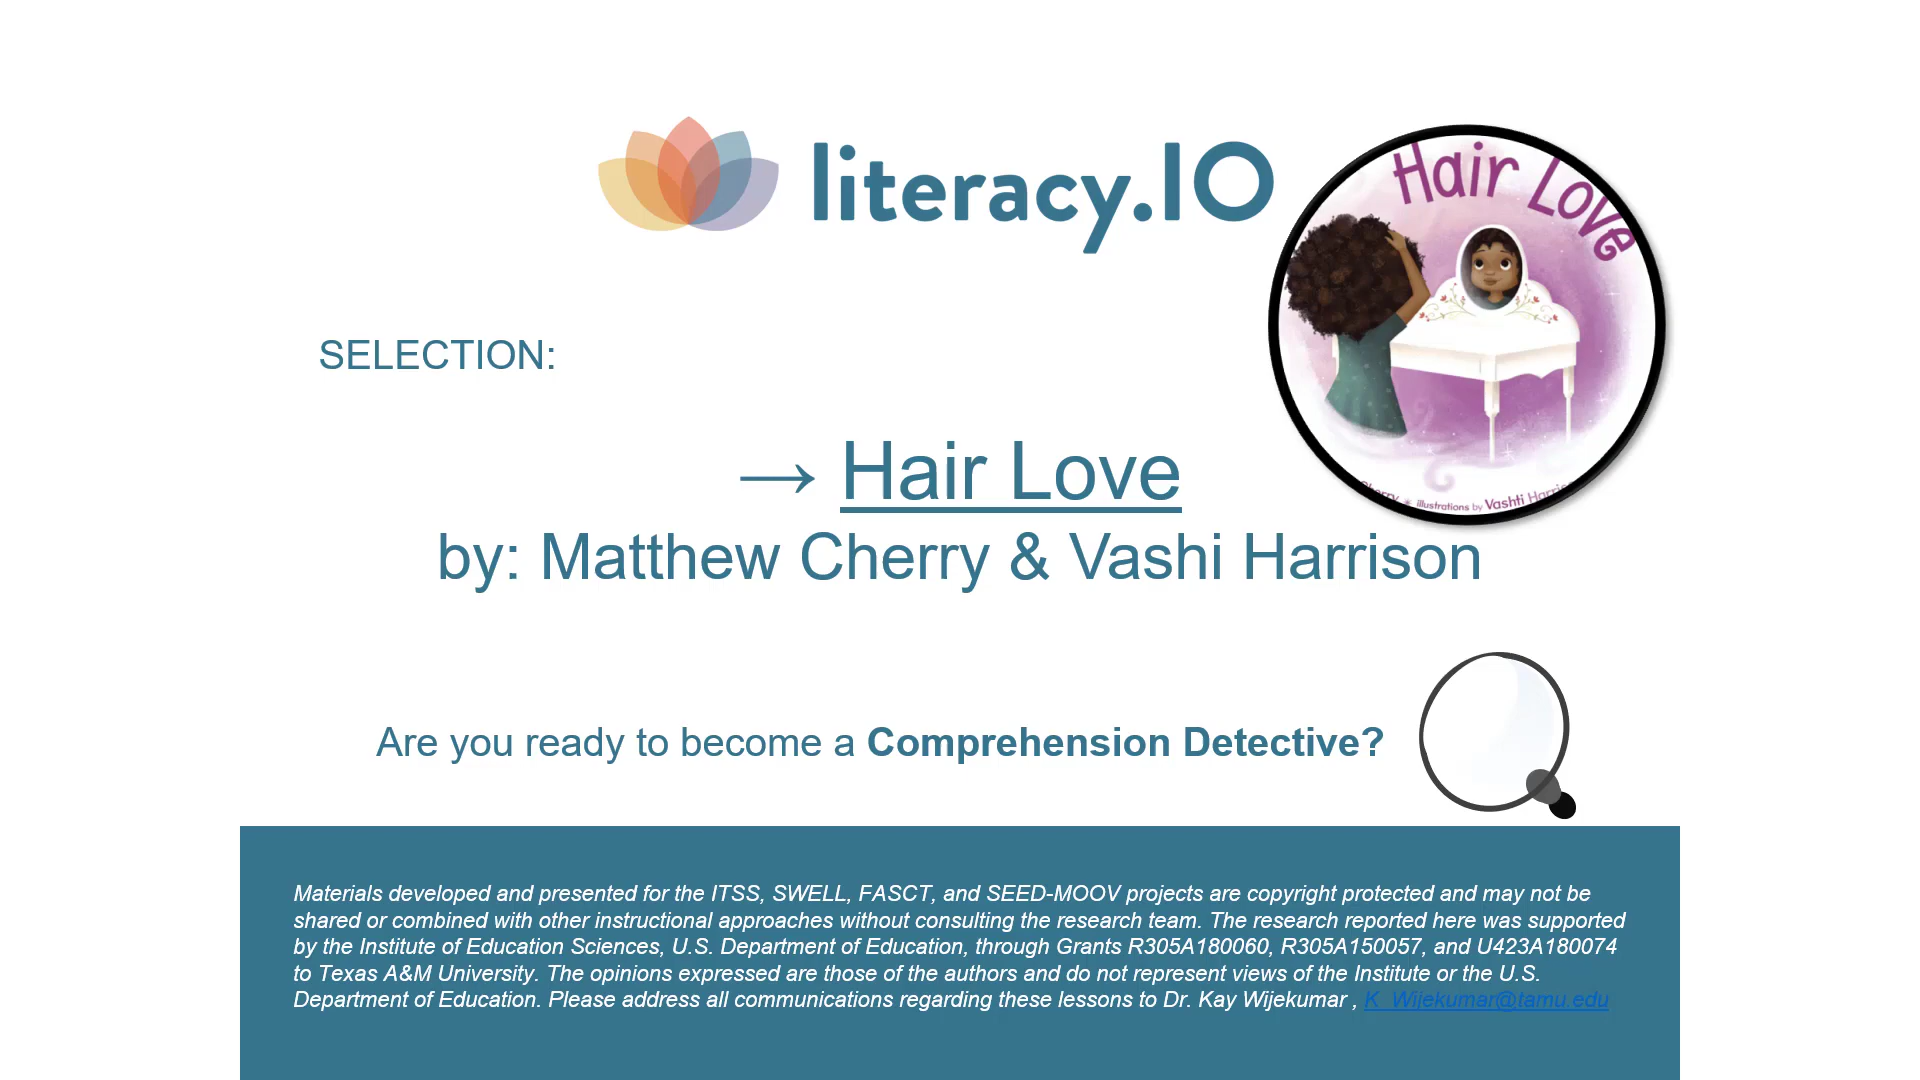 literacy.IO
Hair Love
SELECTION:
→ Hair Love
illustrations by Vashti
by: Matthew Cherry & Vashi Harrison
Are you ready to become a Comprehension Detective?
Materials developed and presented for the ITSS, SWELL, FASCT, and SEED-MOOV projects are copyright protected and may not be
shared or combined with other instructional approaches without consulting the research team. The research reported here was supported
by the Institute of Education Sciences, U.S. Department of Education, through Grants R305A180060, R305A150057, and U423A180074
to Texas A&M University. The opinions expressed are those of the authors and do not represent views of the Institute or the U.S.
Department of Education. Please address all communications regarding these lessons to Dr. Kay Wijekumar , K_Wijekumar@tamu.edu